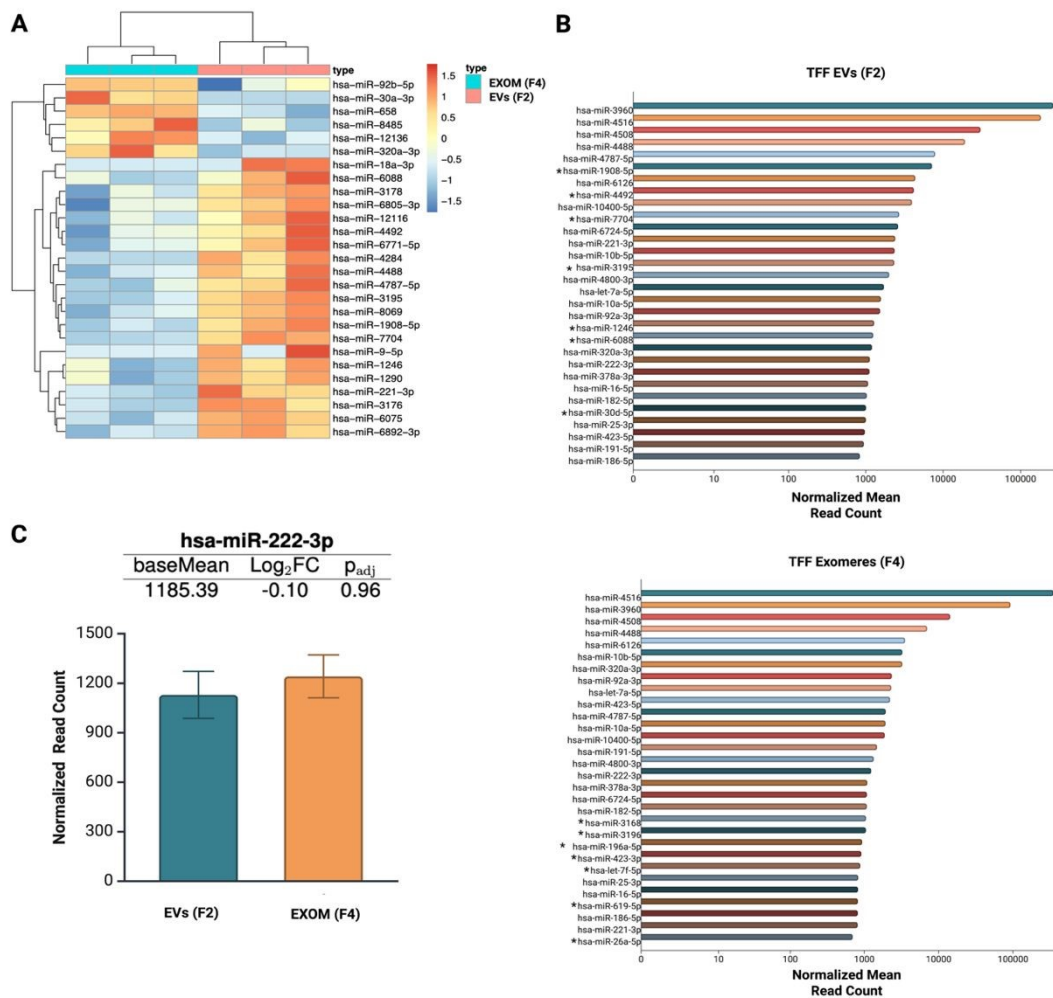 A
type
hsa-miR-92b-5p
hsa-miR-30a-3p
hsa-miR-658
hsa-miR-8485
hsa-miR-12136
hsa-miR-320a-3p
hsa-miR-18a-3p
hsa-miR-6088
hsa-miR-3178
hsa-miR-6805-3p
hsa-miR-12116
hsa-miR-4492
hsa-miR-6771-5p
hsa-miR-4284
hsa-miR-4488
hsa-miR-4787-5p
hsa-miR-3195
hsa-miR-8069
hsa-miR-1908-5p
hsa-miR-7704
hsa-miR-9-5p
hsa-miR-1246
hsa-miR-1290
hsa-miR-221-3p
hsa-miR-3176
hsa-miR-6075
hsa-miR-6892-3p
1.5
1
0.5
0
-0.5
-1
-1.5
type
EXOM (F4)
EVs (F2)
B
TFF EVs (F2)
hsa-miR-3960
hsa-miR-4516
hsa-miR-4508
hsa-miR-4488
hsa-miR-4787-5p
*hsa-miR-1908-5p
hsa-miR-6126
*hsa-miR-4492
hsa-miR-10400-5p
*hsa-miR-7704
hsa-miR-6724-5p
hsa-miR-221-3p
hsa-miR-10b-5p
* hsa-miR-3195
hsa-miR-4800-3p
hsa-let-7a-5p
hsa-miR-10a-5p
hsa-miR-92a-3p
*hsa-miR-1246
*hsa-miR-6088
hsa-miR-320a-3p
hsa-miR-222-3p
hsa-miR-378a-3p
hsa-miR-16-5p
hsa-miR-182-5p
*hsa-miR-30d-5p
hsa-miR-25-3p
hsa-miR-423-5p
hsa-miR-191-5p
hsa-miR-186-5p
0 10 100 1000 10000 100000
Normalized Mean
Read Count
C
hsa-miR-222-3p
baseMean Log₂FC p_adj
1185.39 -0.10 0.96
Normalized Read Count
1500
1200
900
600
300
0
EVs (F2) EXOM (F4)
TFF Exomeres (F4)
hsa-miR-4516
hsa-miR-3960
hsa-miR-4508
hsa-miR-4488
hsa-miR-6126
hsa-miR-10b-5p
hsa-miR-320a-3p
hsa-miR-92a-3p
hsa-let-7a-5p
hsa-miR-423-5p
hsa-miR-4787-5p
hsa-miR-10a-5p
hsa-miR-10400-5p
hsa-miR-191-5p
hsa-miR-4800-3p
hsa-miR-222-3p
hsa-miR-378a-3p
hsa-miR-6724-5p
hsa-miR-182-5p
*hsa-miR-3168
*hsa-miR-3196
* hsa-miR-196a-5p
*hsa-miR-423-3p
*hsa-let-7f-5p
hsa-miR-25-3p
hsa-miR-16-5p
*hsa-miR-619-5p
hsa-miR-186-5p
hsa-miR-221-3p
*hsa-miR-26a-5p
0 10 100 1000 10000 100000
Normalized Mean
Read Count